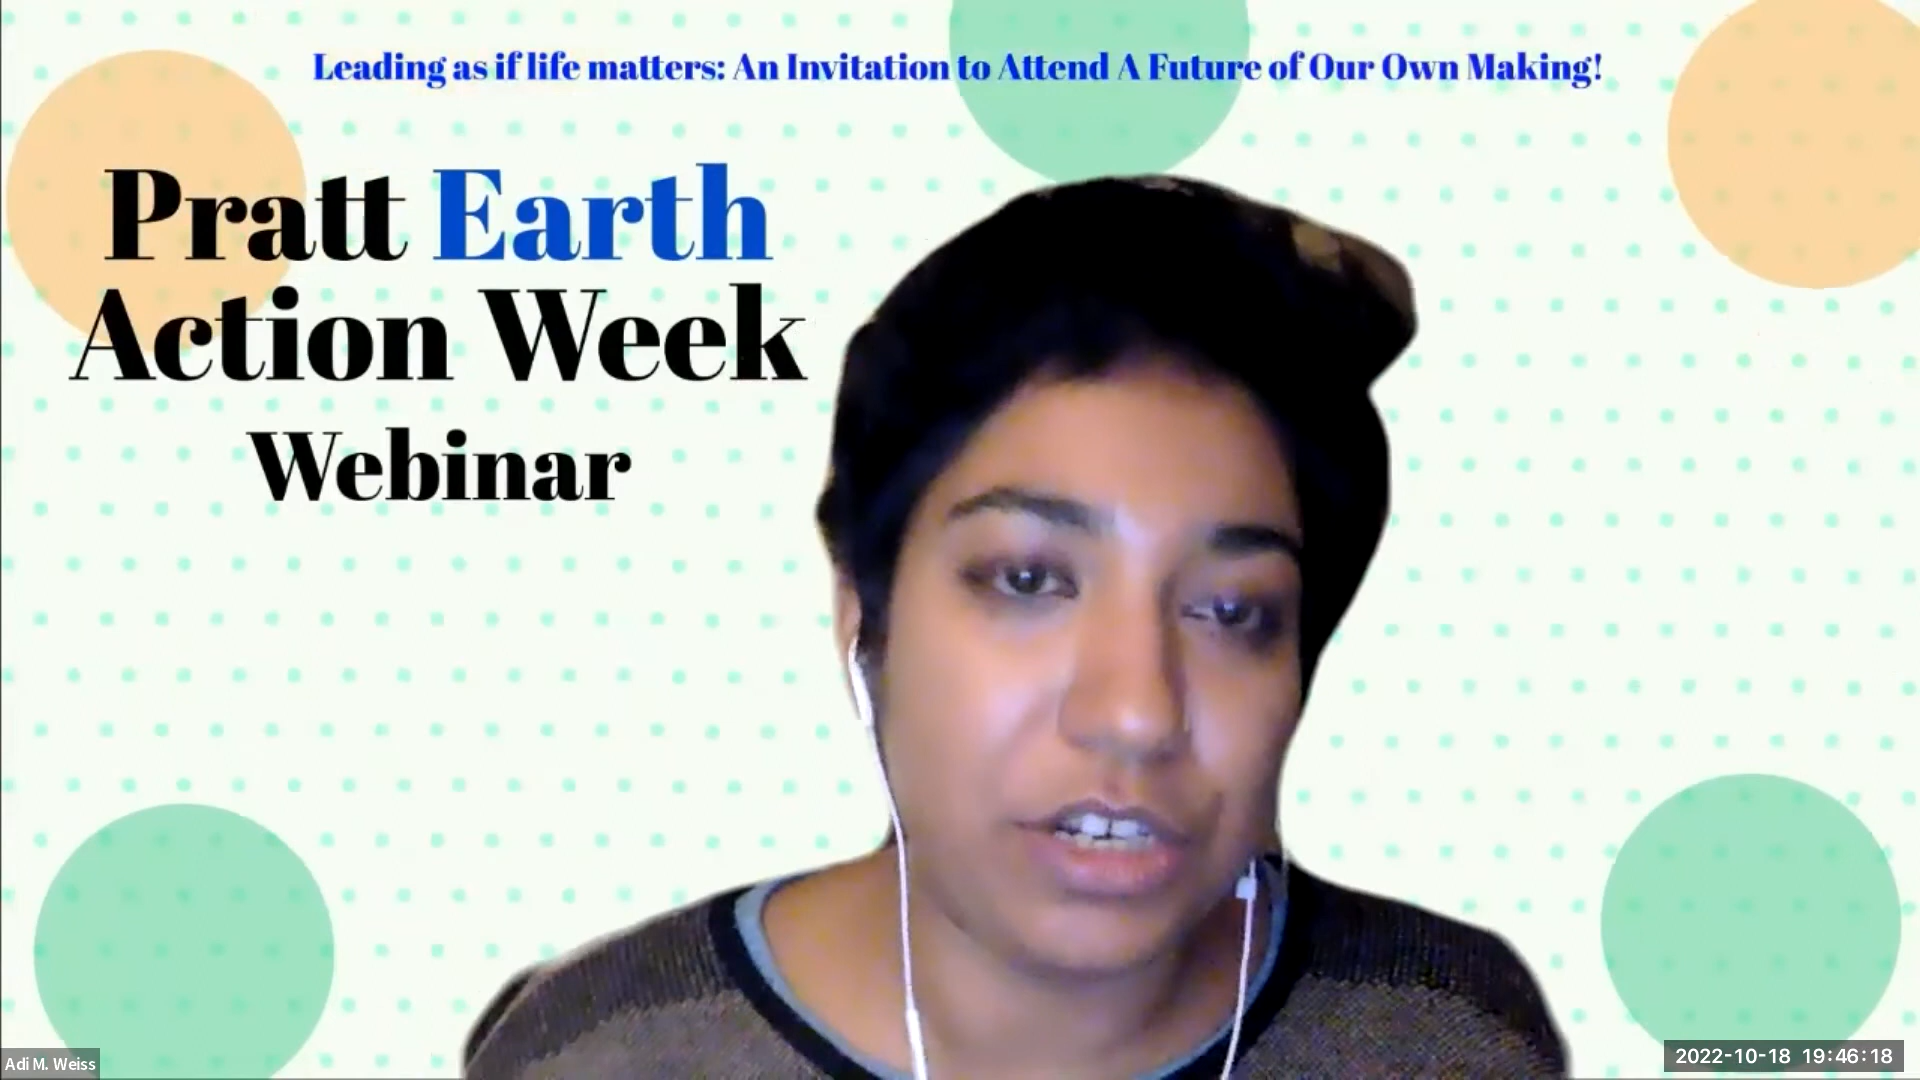 Leading as if life matters: An Invitation to Attend A Future of Our Own Making!
Pratt Earth
Action Week
Webinar
Adi M. Weiss
2022-10-18 19:46:18